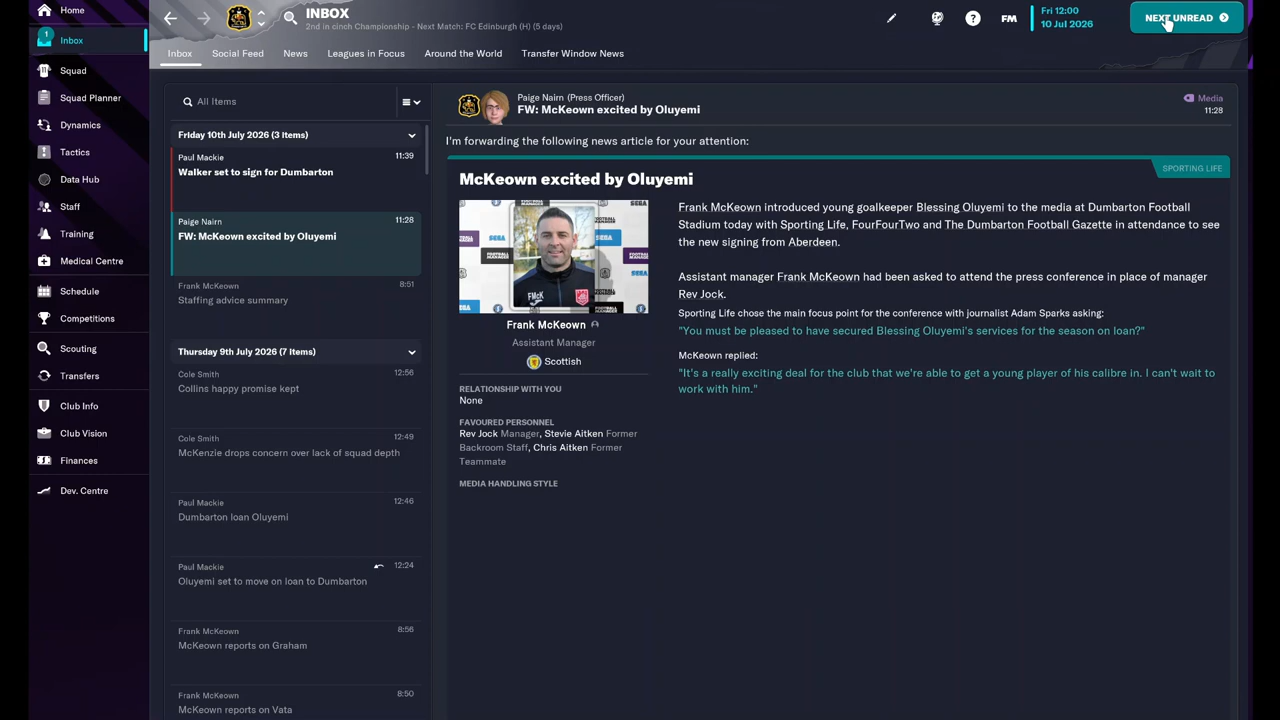 Home
INBOX
2nd in cinch Championship - Next Match: FC Edinburgh (H) (5 days)
FM
Fri 12:00
10 Jul 2026
NEXT UNREAD
1
Inbox
Inbox
Social Feed
News
Leagues in Focus
Around the World
Transfer Window News
Squad
Squad Planner
Dynamics
Tactics
Data Hub
Staff
Training
Medical Centre
Schedule
Competitions
Scouting
Transfers
Club Info
Club Vision
Finances
Dev. Centre
All Items
Friday 10th July 2026 (3 Items)
Paul Mackie
11:39
Walker set to sign for Dumbarton
Paige Nairn
11:28
FW: McKeown excited by Oluyemi
Frank McKeown
8:51
Staffing advice summary
Thursday 9th July 2026 (7 Items)
Cole Smith
12:56
Collins happy promise kept
Cole Smith
12:49
McKenzie drops concern over lack of squad depth
Paul Mackie
12:46
Dumbarton loan Oluyemi
Paul Mackie
12:24
Oluyemi set to move on loan to Dumbarton
Frank McKeown
8:56
McKeown reports on Graham
Frank McKeown
8:50
McKeown reports on Vata
Paige Nairn (Press Officer)
FW: McKeown excited by Oluyemi
Media
11:28
I'm forwarding the following news article for your attention:
SPORTING LIFE
McKeown excited by Oluyemi
Frank McKeown
Assistant Manager
Scottish
RELATIONSHIP WITH YOU
None
FAVOURED PERSONNEL
Rev Jock Manager, Stevie Aitken Former
Backroom Staff, Chris Aitken Former
Teammate
MEDIA HANDLING STYLE
Frank McKeown introduced young goalkeeper Blessing Oluyemi to the media at Dumbarton Football
Stadium today with Sporting Life, FourFourTwo and The Dumbarton Football Gazette in attendance to see
the new signing from Aberdeen.
Assistant manager Frank McKeown had been asked to attend the press conference in place of manager
Rev Jock.
Sporting Life chose the main focus point for the conference with journalist Adam Sparks asking:
"You must be pleased to have secured Blessing Oluyemi's services for the season on loan?"
McKeown replied:
"It's a really exciting deal for the club that we're able to get a young player of his calibre in. I can't wait to
work with him."